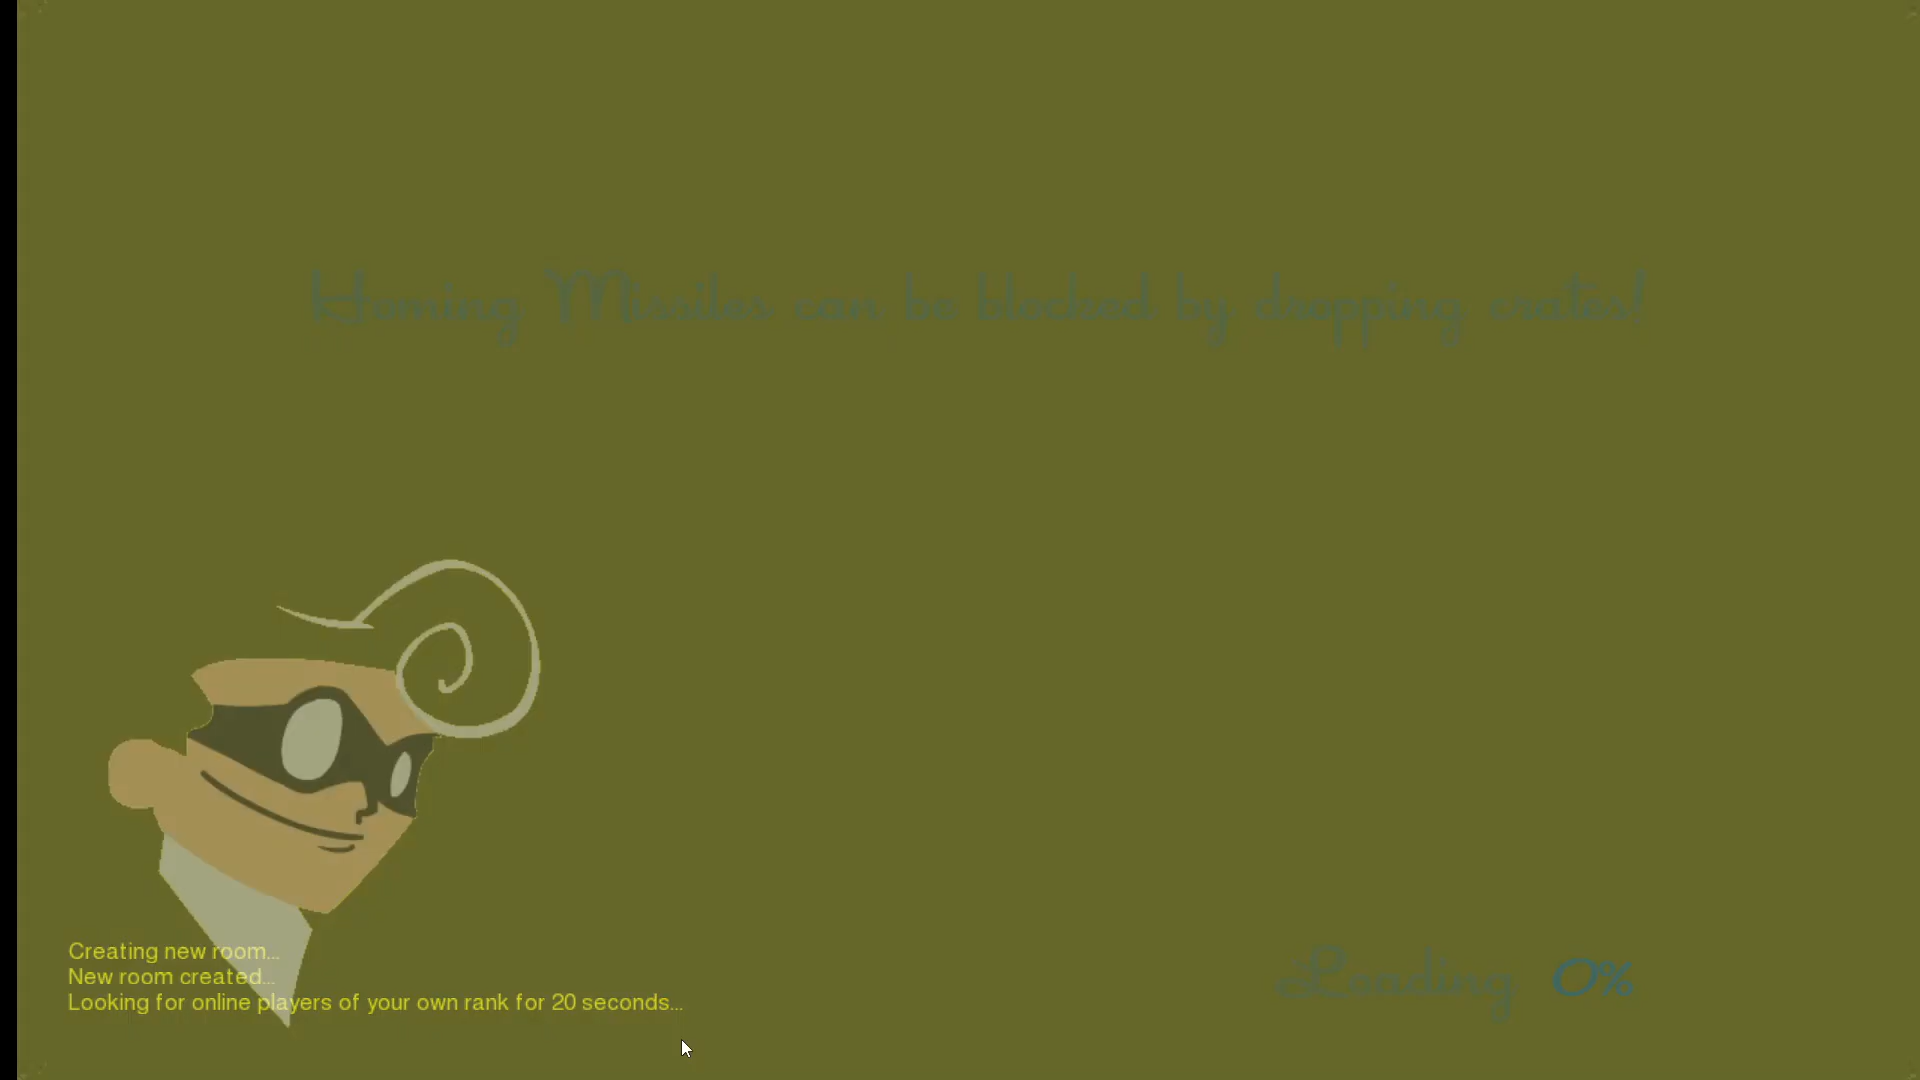 Homing Missiles can be blocked by dropping crates!
Creating new room...
New room created...
Looking for online players of your own rank for 20 seconds...
Loading 0%